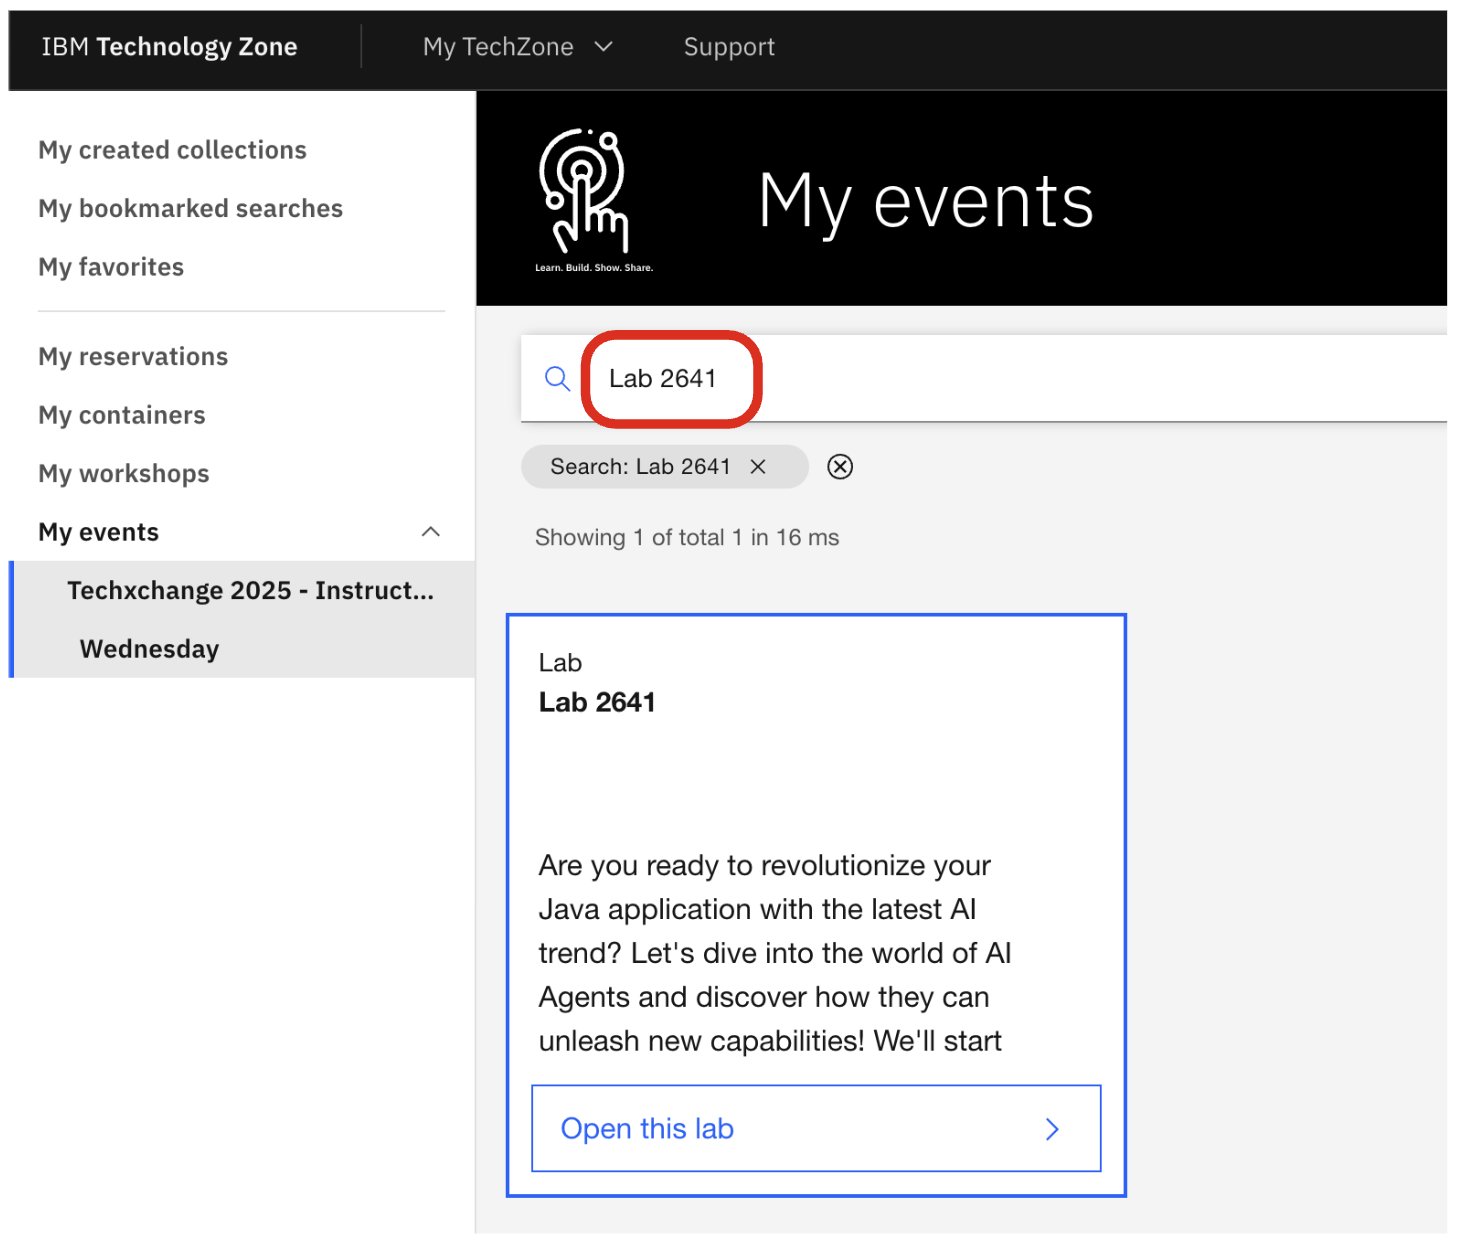 IBM Technology Zone
My TechZone
Support
My created collections
My bookmarked searches
My favorites
My reservations
My containers
My workshops
My events
Techxchange 2025 - Instruct...
Wednesday
Learn. Build. Show. Share.
My events
Lab 2641
Search: Lab 2641
Showing 1 of total 1 in 16 ms
Lab
Lab 2641
Are you ready to revolutionize your
Java application with the latest AI
trend? Let's dive into the world of AI
Agents and discover how they can
unleash new capabilities! We'll start
Open this lab